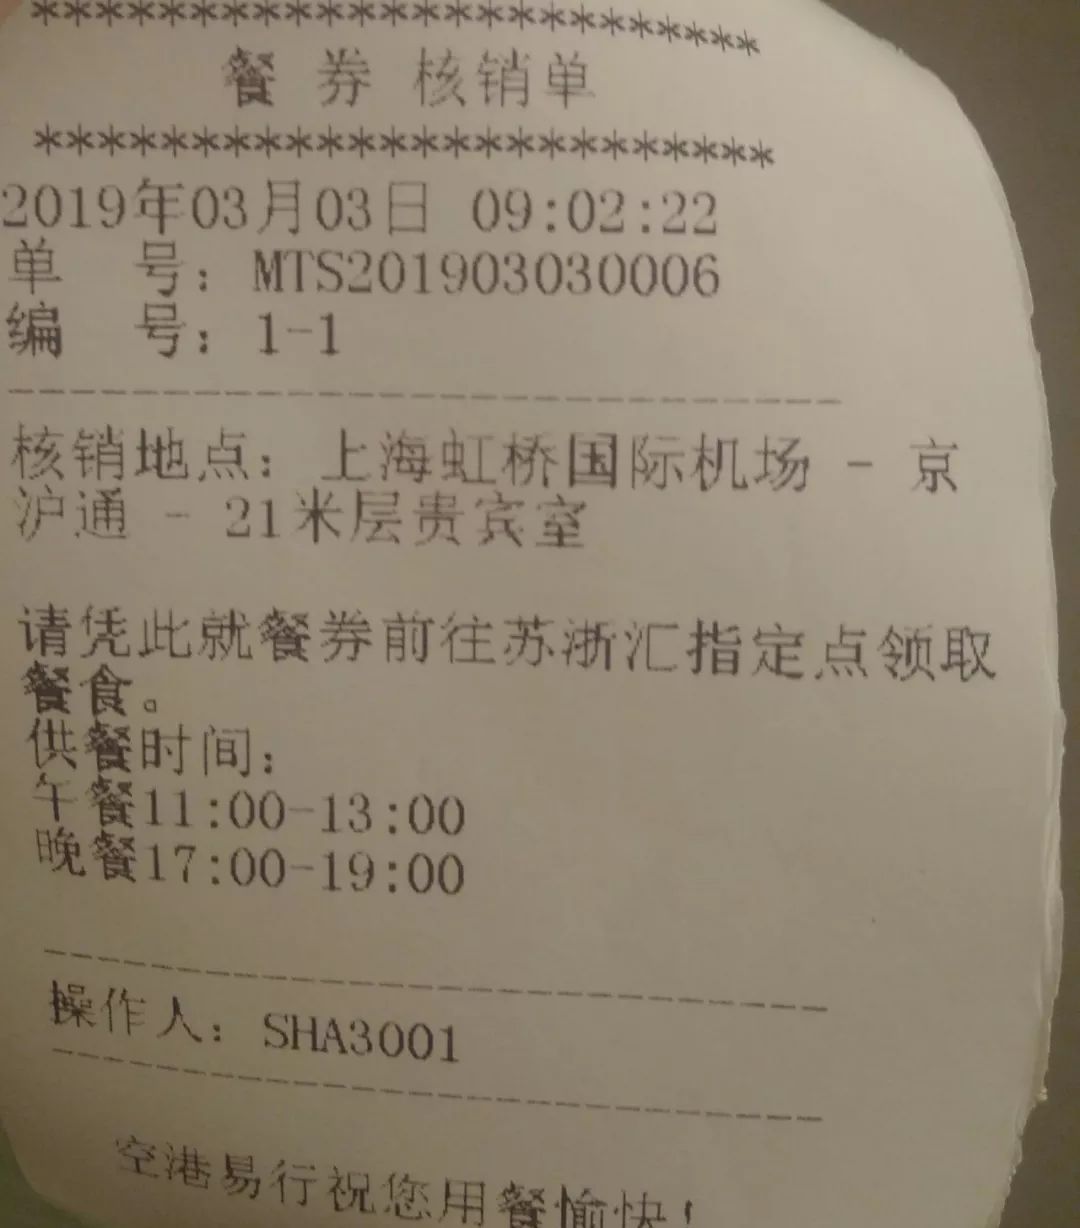 ************************
餐 券 核销单
************************
2019年03月03日 09:02:22
单 号: MTS201903030006
编 号: 1-1
---------------------------
核销地点: 上海虹桥国际机场 - 京
沪通 - 21米层贵宾室
请凭此就餐券前往苏浙汇指定点领取
餐食。
供餐时间:
午餐11:00-13:00
晚餐17:00-19:00
---------------------------
操作人: SHA3001
---------------------------
空港易行祝您用餐愉快!